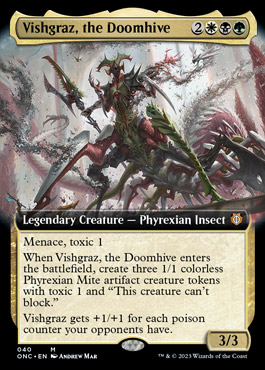 Vishgraz, the Doomhive 2
Legendary Creature — Phyrexian Insect
Menace, toxic 1
When Vishgraz, the Doomhive enters
the battlefield, create three 1/1 colorless
Phyrexian Mite artifact creature tokens
with toxic 1 and “This creature can’t
block.”
Vishgraz gets +1/+1 for each poison
counter your opponents have.
3/3
040 M
ONC • EN ANDREW MAR
™ & © 2023 Wizards of the Coast